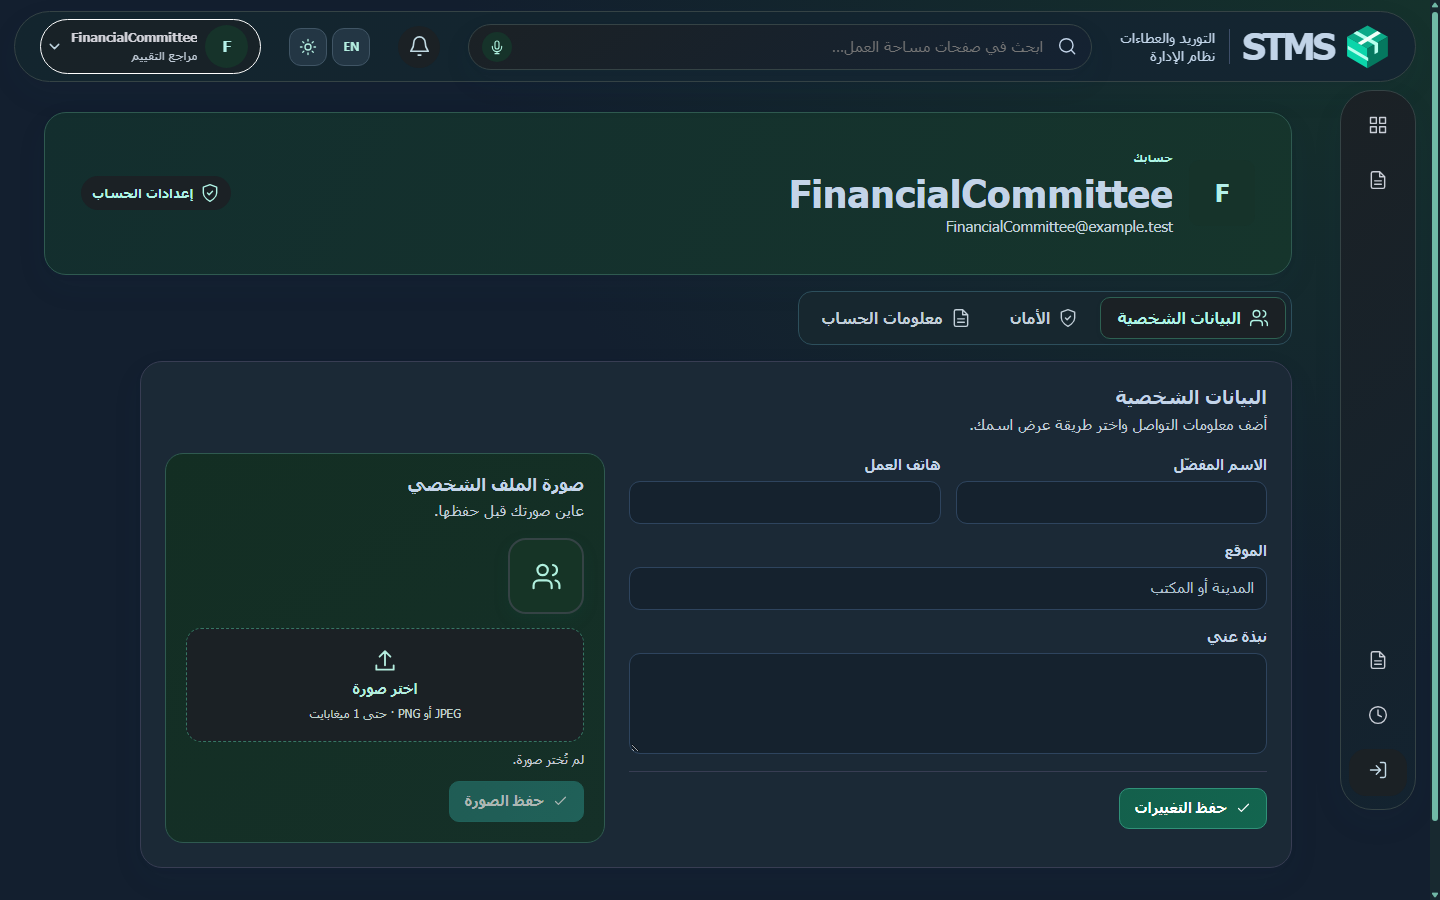 STMS
التوريد والعطاءات
نظام الإدارة
ابحث في صفحات مساحة العمل...
EN
F
FinancialCommittee
مراجع التقييم
حسابك
F
FinancialCommittee
FinancialCommittee@example.test
إعدادات الحساب
البيانات الشخصية
الأمان
معلومات الحساب
البيانات الشخصية
أضف معلومات التواصل واختر طريقة عرض اسمك.
الاسم المفضّل
هاتف العمل
الموقع
المدينة أو المكتب
نبذة عني
حفظ التغييرات
صورة الملف الشخصي
عاين صورتك قبل حفظها.
اختر صورة
JPEG أو PNG · حتى 1 ميغابايت
لم تُختر صورة.
حفظ الصورة